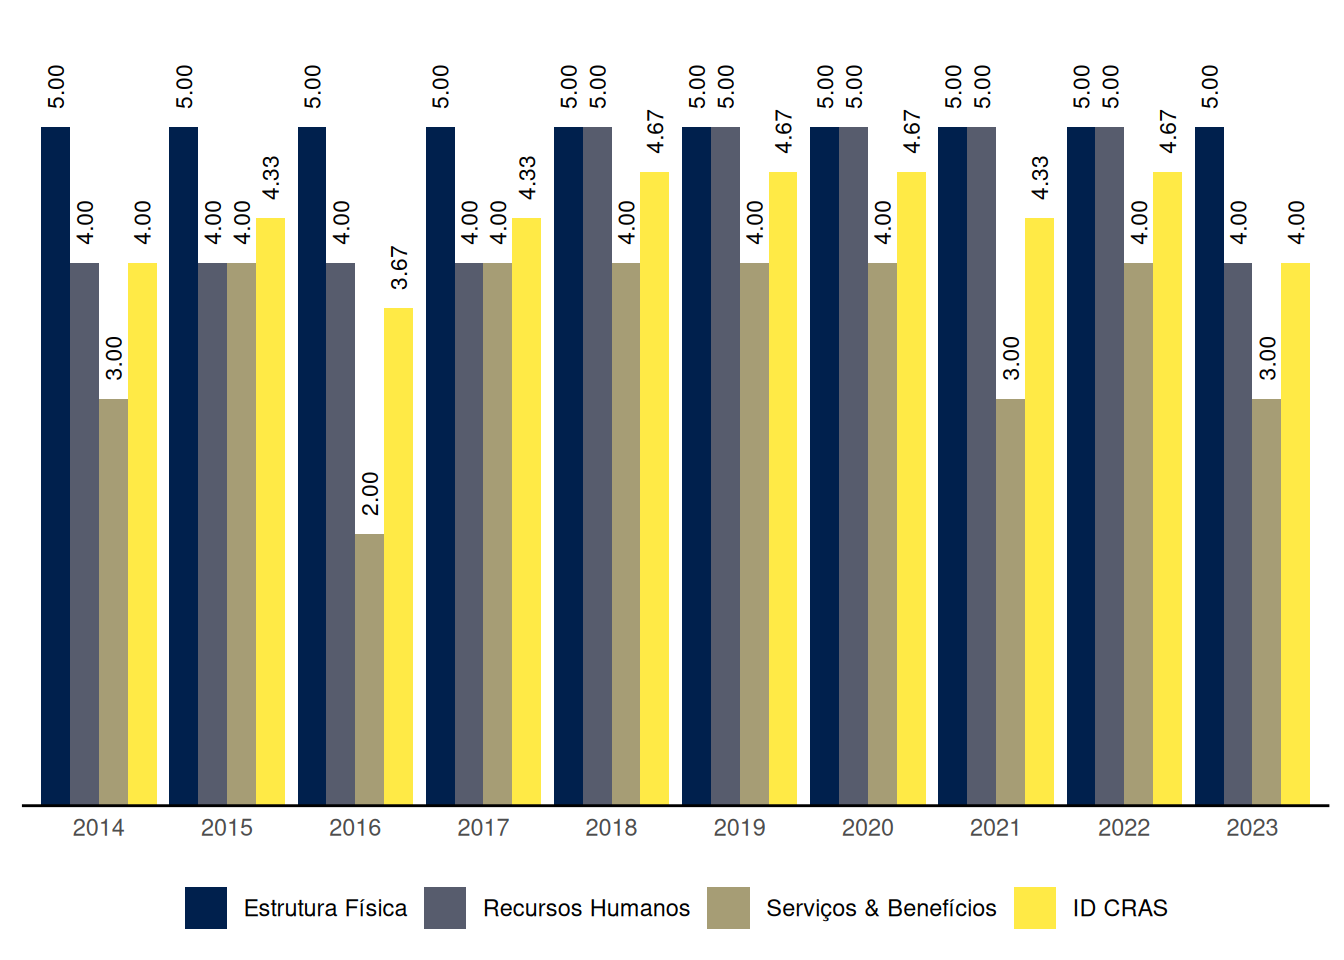 5.00 4.00 3.00 4.00 5.00 4.00 4.00 4.33 5.00 4.00 2.00 3.67 5.00 4.00 4.00 4.33 5.00 5.00 4.00 4.67 5.00 5.00 4.00 4.67 5.00 5.00 4.00 4.67 5.00 5.00 3.00 4.33 5.00 5.00 4.00 4.67 5.00 4.00 3.00 4.00
2014 2015 2016 2017 2018 2019 2020 2021 2022 2023
Estrutura Física Recursos Humanos Serviços & Benefícios ID CRAS